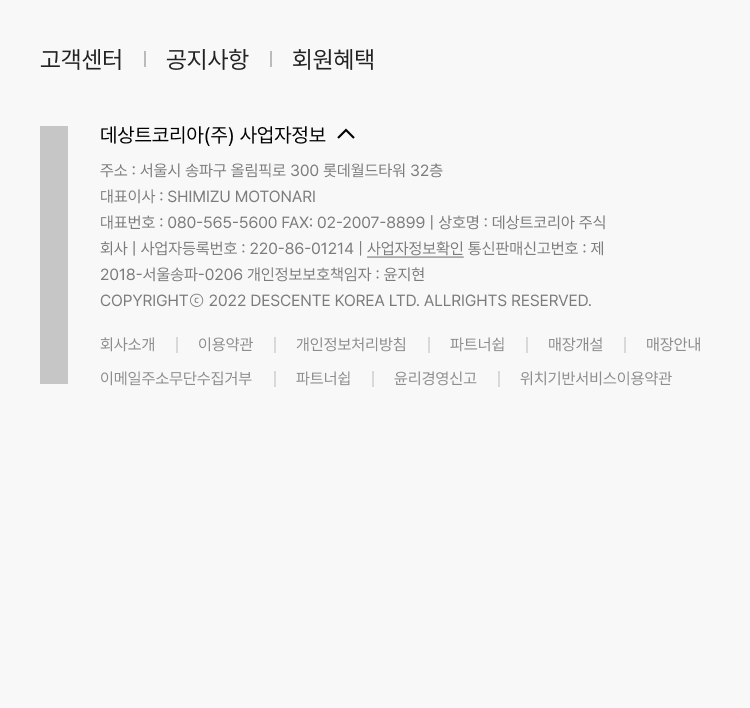 고객센터 | 공지사항 | 회원혜택
데상트코리아(주) 사업자정보
주소 : 서울시 송파구 올림픽로 300 롯데월드타워 32층
대표이사 : SHIMIZU MOTONARI
대표번호 : 080-565-5600 FAX: 02-2007-8899 | 상호명 : 데상트코리아 주식
회사 | 사업자등록번호 : 220-86-01214 | 사업자정보확인 통신판매신고번호 : 제
2018-서울송파-0206 개인정보보호책임자 : 윤지현
COPYRIGHTⓒ 2022 DESCENTE KOREA LTD. ALLRIGHTS RESERVED.
회사소개 | 이용약관 | 개인정보처리방침 | 파트너쉽 | 매장개설 | 매장안내
이메일주소무단수집거부 | 파트너쉽 | 윤리경영신고 | 위치기반서비스이용약관